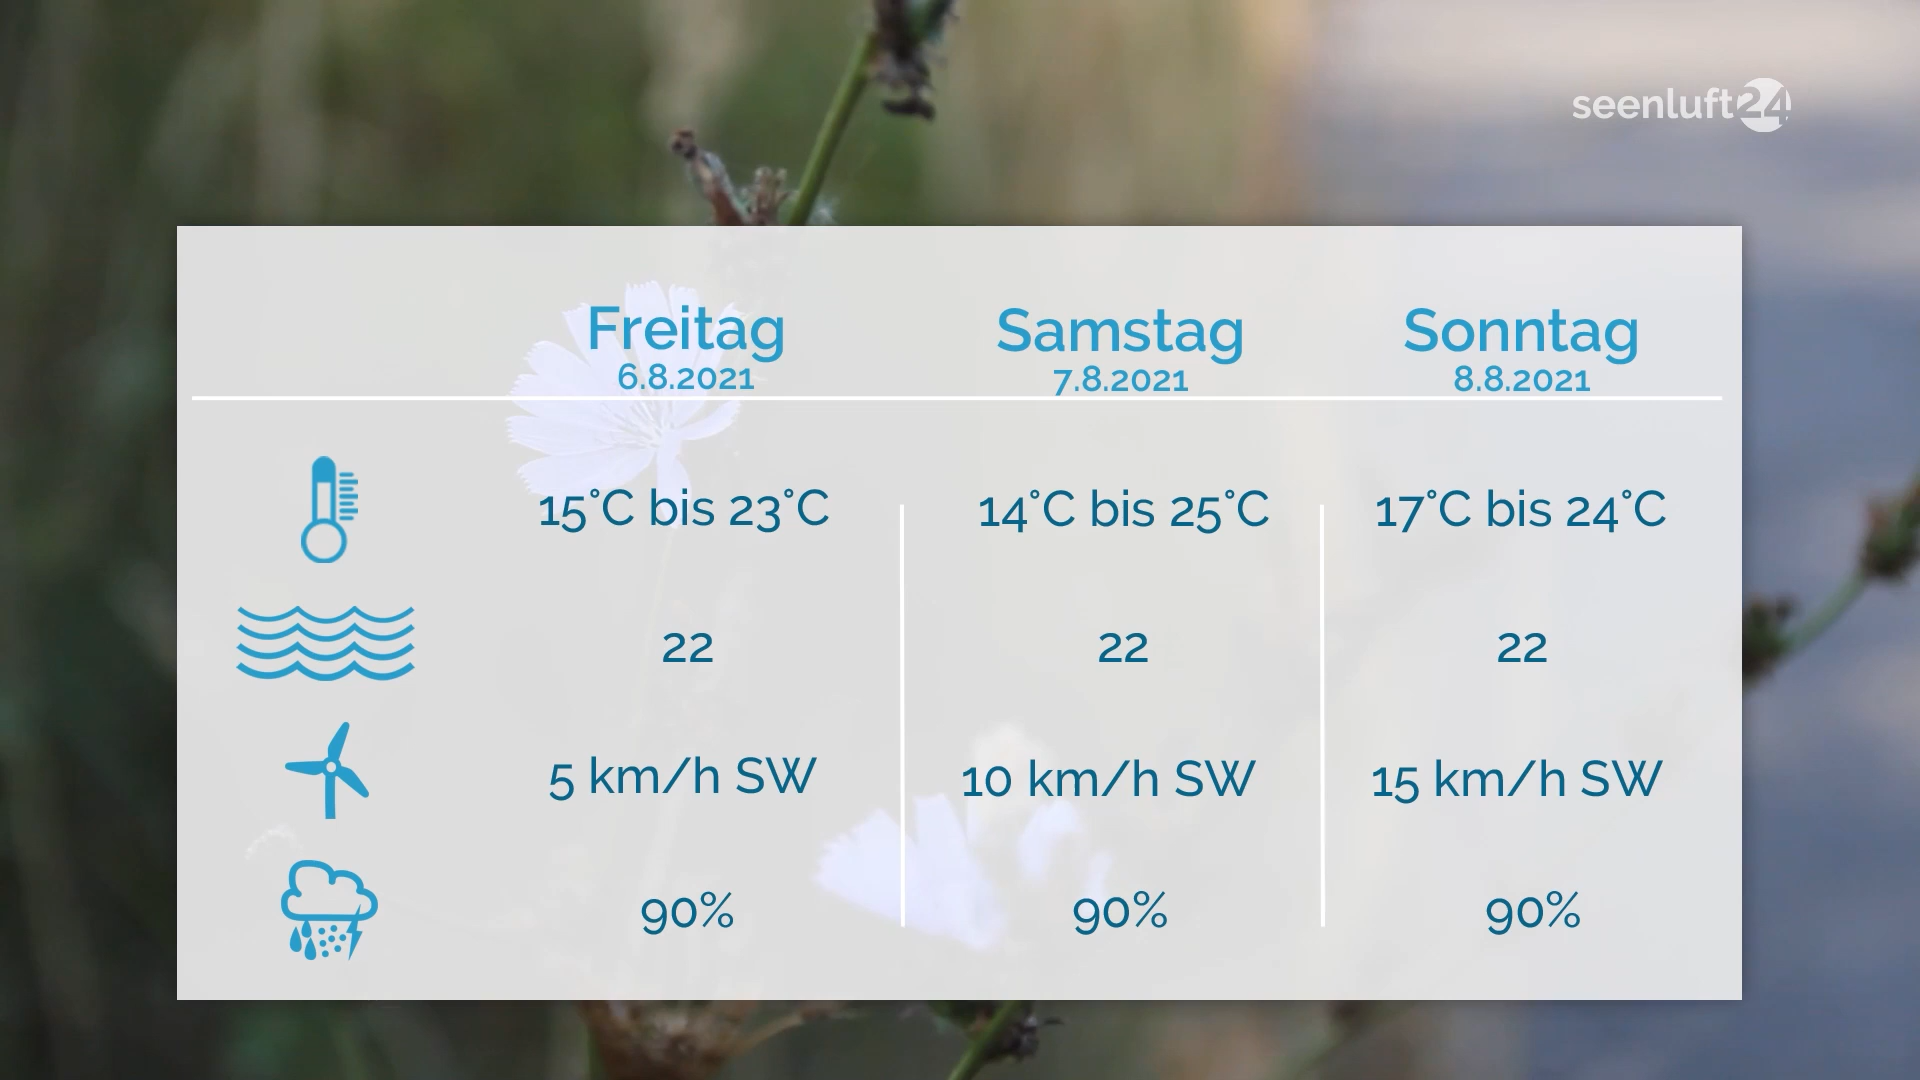 seenluft24
Freitag Samstag Sonntag
6.8.2021 7.8.2021 8.8.2021
15°C bis 23°C 14°C bis 25°C 17°C bis 24°C
22 22 22
5 km/h SW 10 km/h SW 15 km/h SW
90% 90% 90%